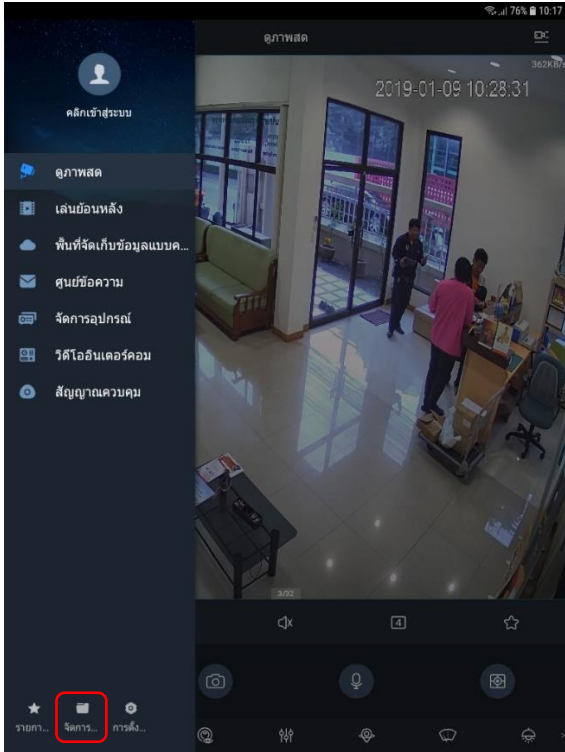 76% 10:17
ดูภาพสด
362KB/s
2019-01-09 10:28:31
คลิกเข้าสู่ระบบ
ดูภาพสด
เล่นย้อนหลัง
พื้นที่จัดเก็บข้อมูลแบบค...
ศูนย์ข้อความ
จัดการอุปกรณ์
วิดีโออินเตอร์คอม
สัญญาณควบคุม
3/32
4
รายกา... จัดการ... การตั้ง...